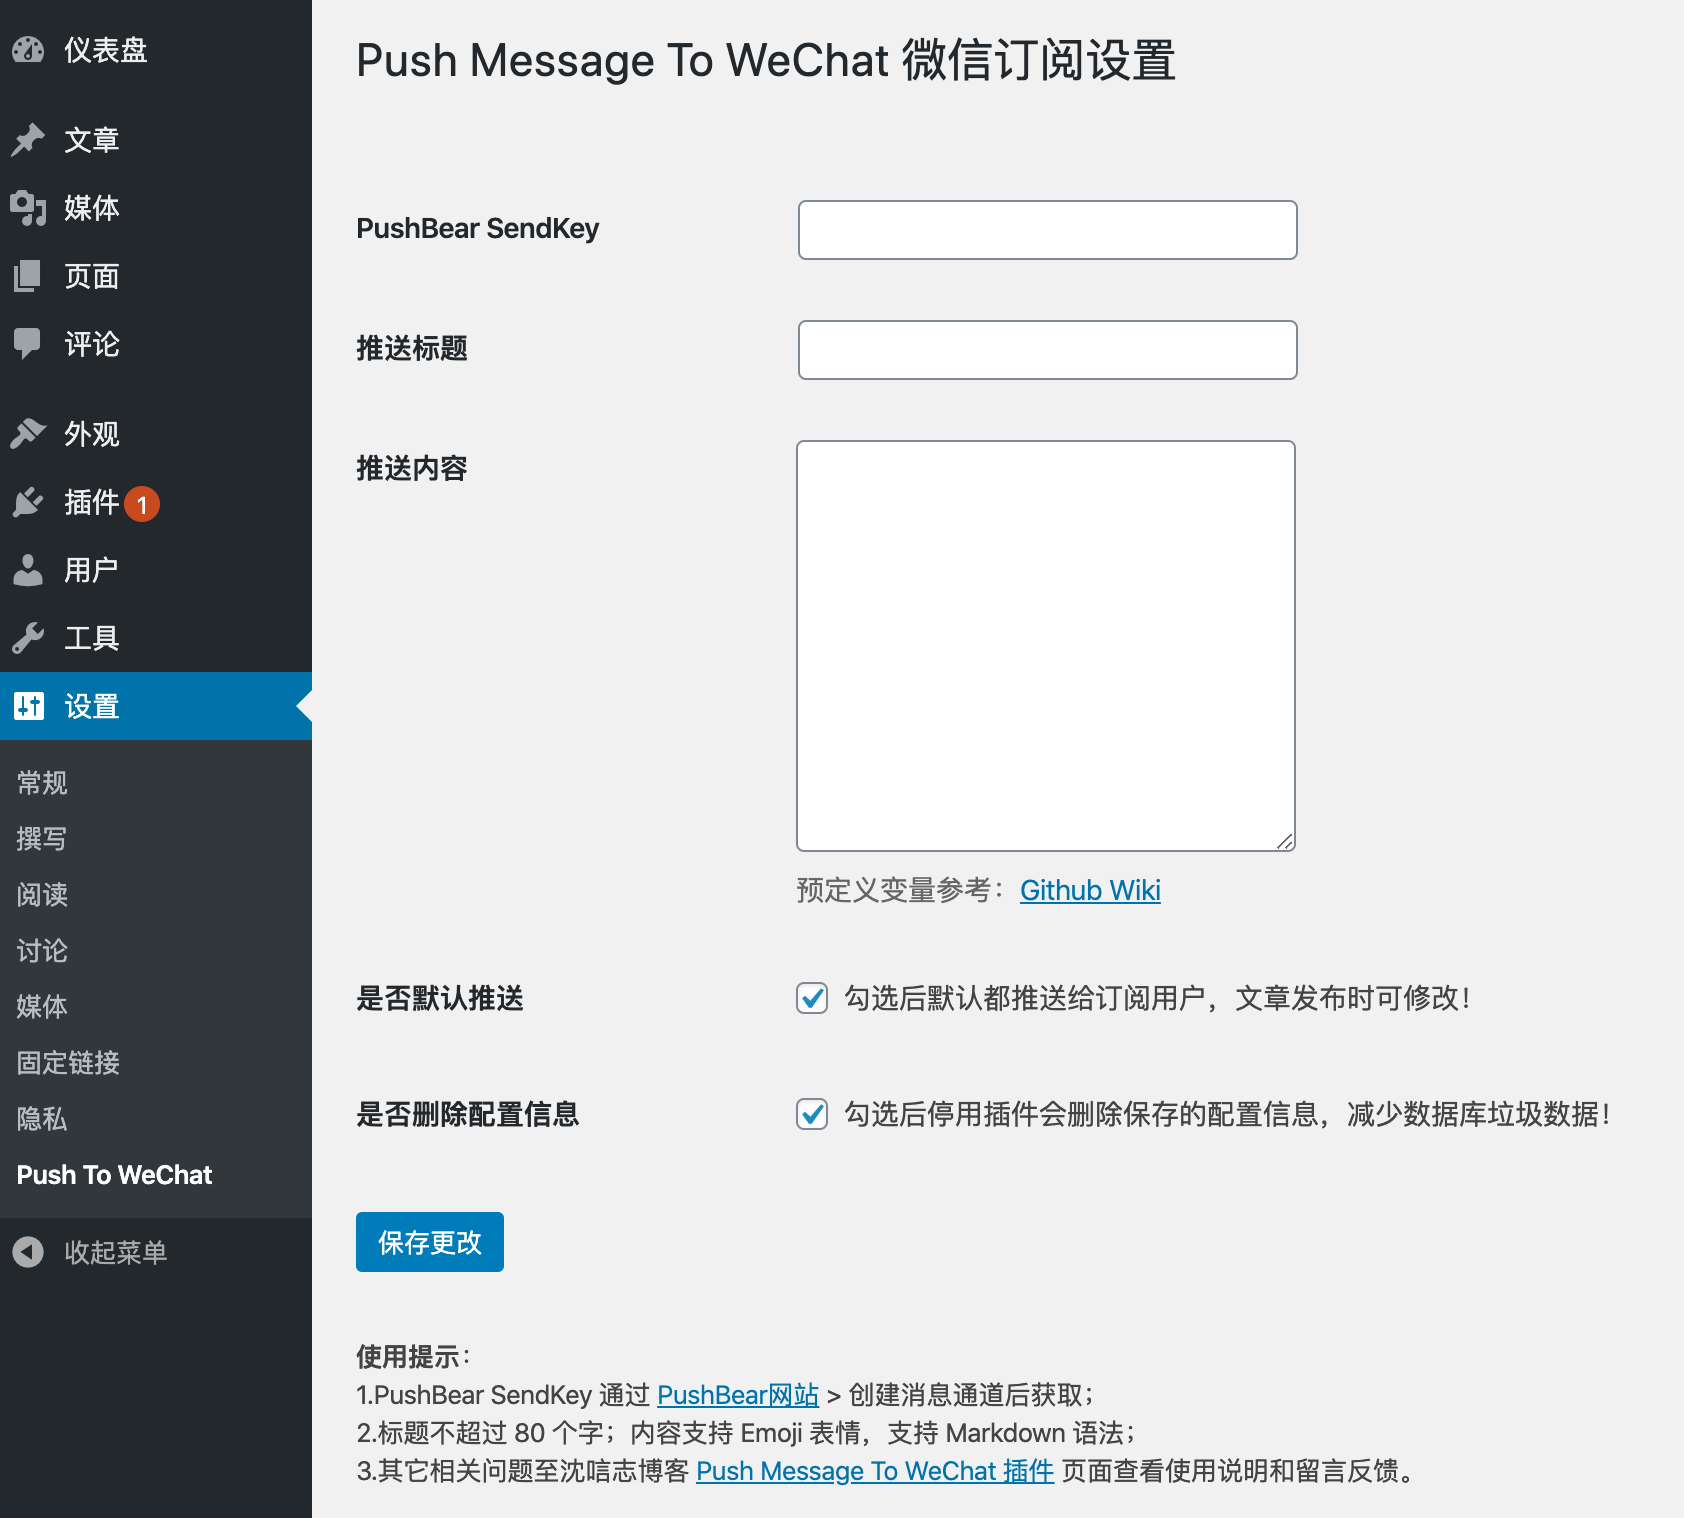 仪表盘
文章
媒体
页面
评论
外观
插件 1
用户
工具
设置
常规
撰写
阅读
讨论
媒体
固定链接
隐私
Push To WeChat
收起菜单
Push Message To WeChat 微信订阅设置
PushBear SendKey
推送标题
推送内容
预定义变量参考：Github Wiki
是否默认推送
勾选后默认都推送给订阅用户，文章发布时可修改！
是否删除配置信息
勾选后停用插件会删除保存的配置信息，减少数据库垃圾数据！
保存更改
使用提示：
1.PushBear SendKey 通过 PushBear网站 > 创建消息通道后获取；
2.标题不超过 80 个字；内容支持 Emoji 表情，支持 Markdown 语法；
3.其它相关问题至沈唁志博客 Push Message To WeChat 插件 页面查看使用说明和留言反馈。